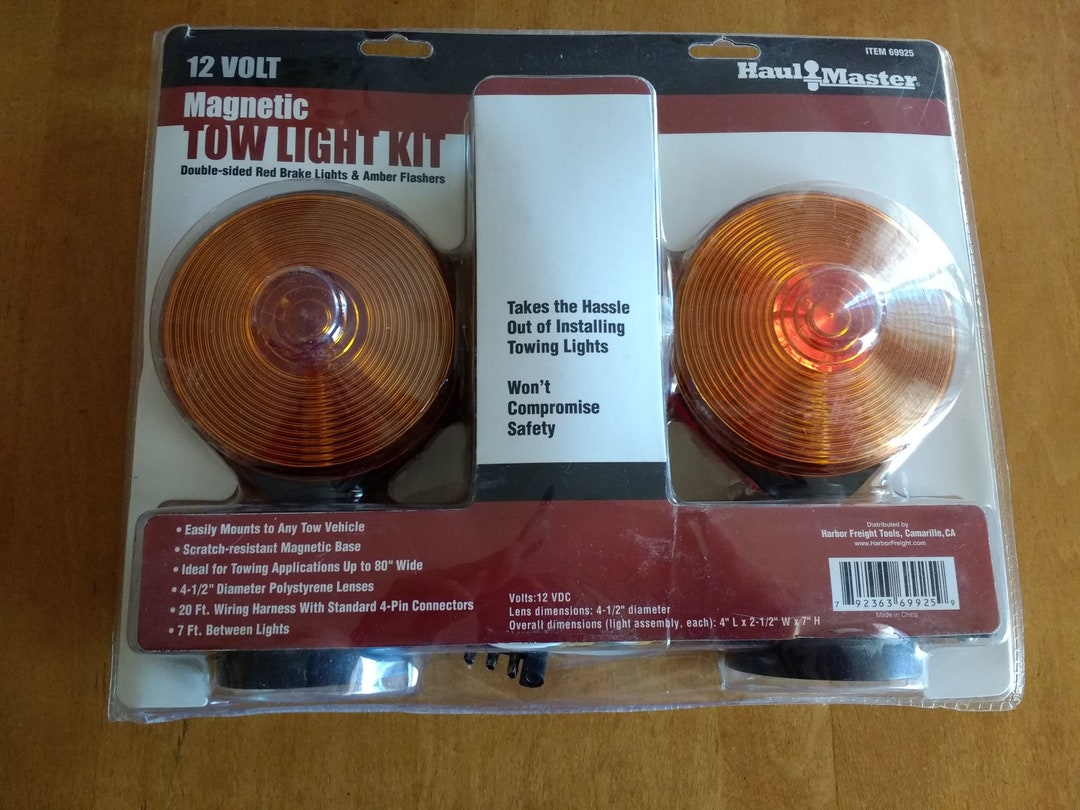 12 VOLT
Magnetic
TOW LIGHT KIT
Double-sided Red Brake Lights & Amber Flashers
ITEM 69925
Haul Master®
Takes the Hassle
Out of Installing
Towing Lights
Won't
Compromise
Safety
• Easily Mounts to Any Tow Vehicle
• Scratch-resistant Magnetic Base
• Ideal for Towing Applications Up to 80" Wide
• 4-1/2" Diameter Polystyrene Lenses
• 20 Ft. Wiring Harness With Standard 4-Pin Connectors
• 7 Ft. Between Lights
Volts:12 VDC
Lens dimensions: 4-1/2" diameter
Overall dimensions (light assembly, each): 4" L x 2-1/2" W x 7" H
Distributed by
Harbor Freight Tools, Camarillo, CA
www.HarborFreight.com
7 92363 69925 9
Made in China